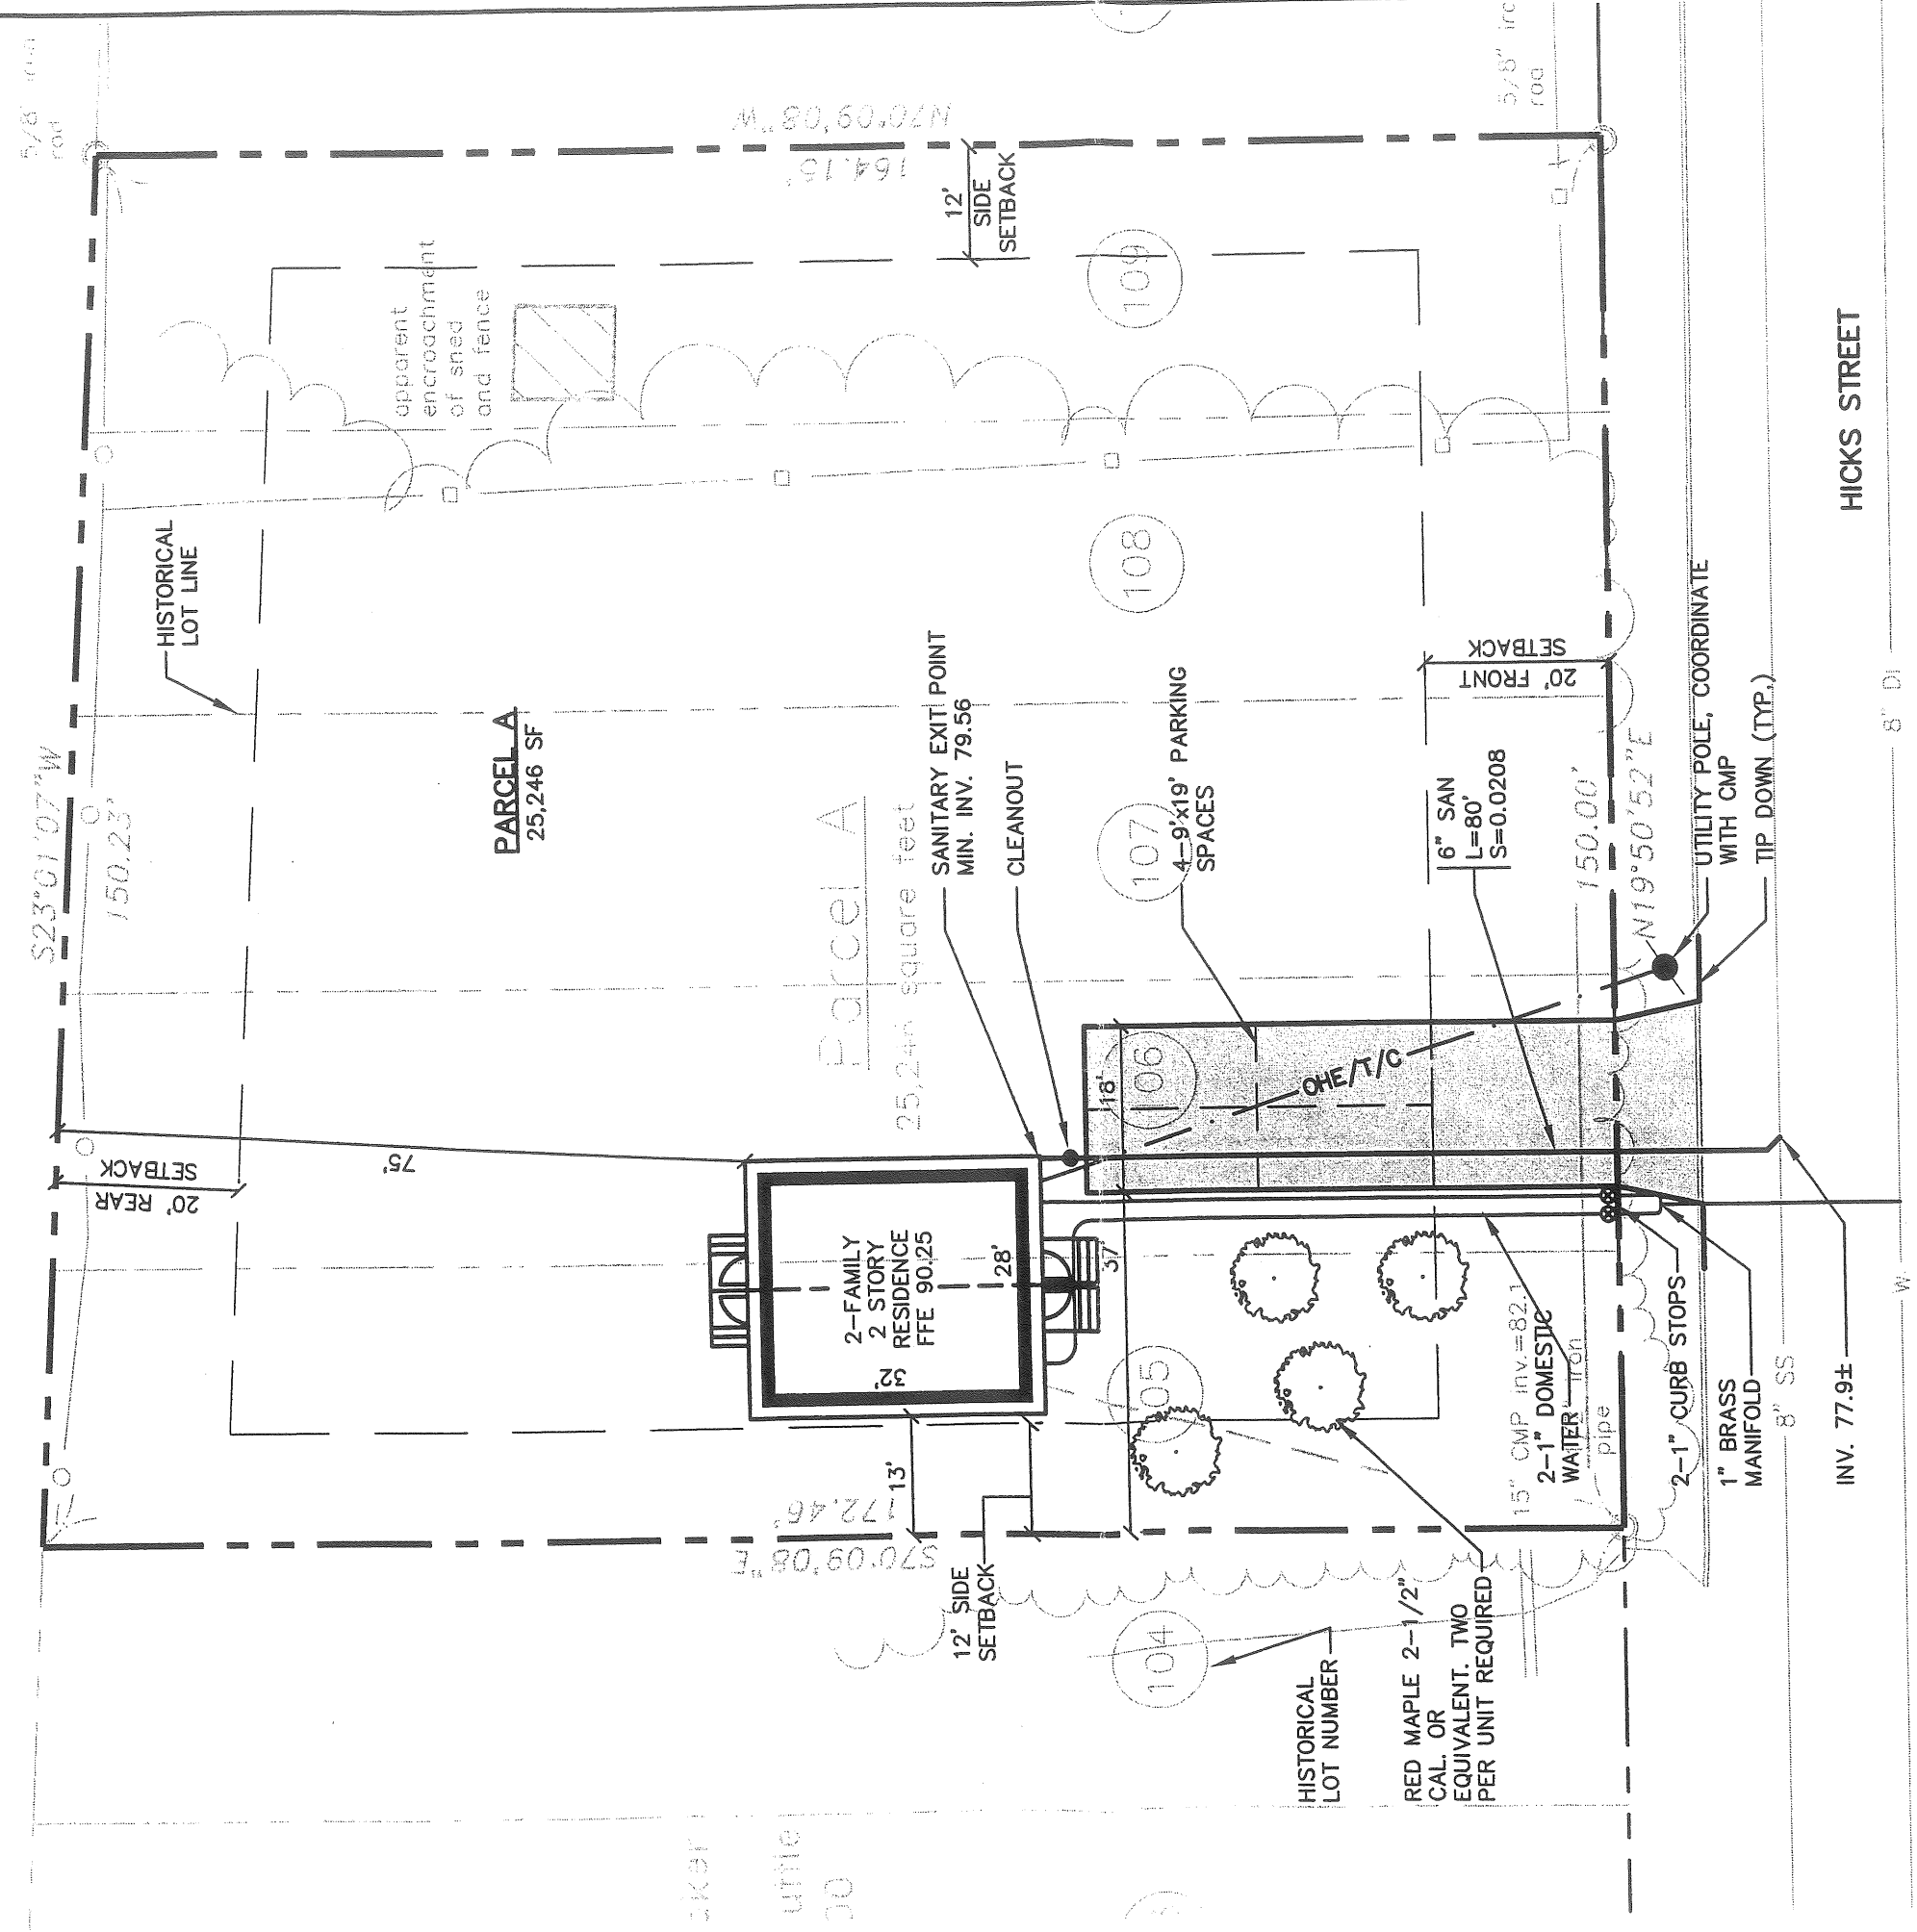 5/8"
rod
5/8"
rod
N70°09'08"W
164.15'
12'
SIDE
SETBACK
apparent
encroachment
of shed
and fence
109
HISTORICAL
LOT LINE
108
HICKS STREET
S23°01'07"W
150.23'
PARCEL A
25,246 SF
Parcel A
square feet
SANITARY EXIT POINT
MIN. INV. 79.56
CLEANOUT
107
4-9'x19' PARKING
SPACES
20' FRONT
SETBACK
6" SAN
L=80'
S=0.0208
150.00'
N19°50'52"E
UTILITY POLE, COORDINATE
WITH CMP
TIP DOWN (TYP.)
8" DI
20' REAR
SETBACK
75'
18'
106
OHE/T/C
2-FAMILY
2 STORY
RESIDENCE
FFE 90.25
28'
32'
37'
105
13'
172.46'
S70°09'08"E
12' SIDE
SETBACK
15" CMP Inv.=82.1
2-1" DOMESTIC
WATER
iron
pipe
2-1" CURB STOPS
1" BRASS
MANIFOLD
8" SS
INV. 77.9±
W
104
HISTORICAL
LOT NUMBER
RED MAPLE 2-1/2"
CAL. OR
EQUIVALENT. TWO
PER UNIT REQUIRED